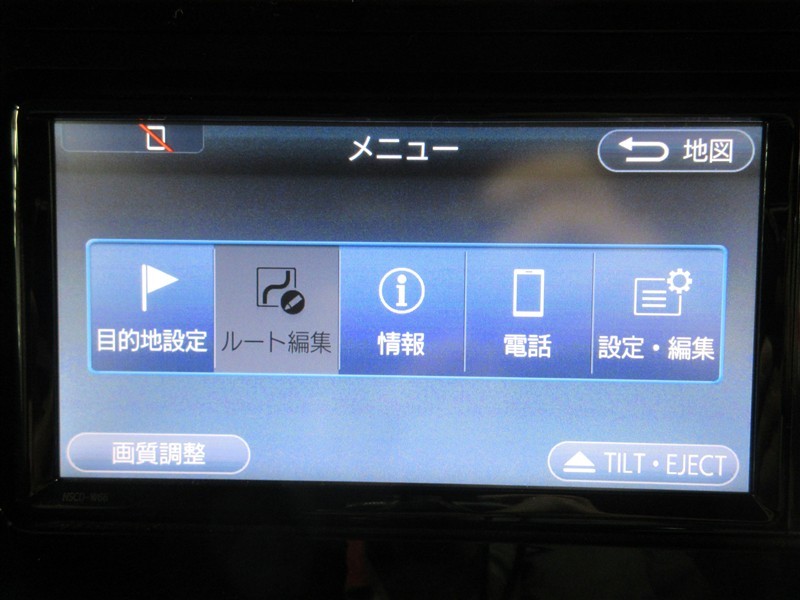 メニュー
地図
目的地設定
ルート編集
情報
電話
設定・編集
画質調整
TILT・EJECT